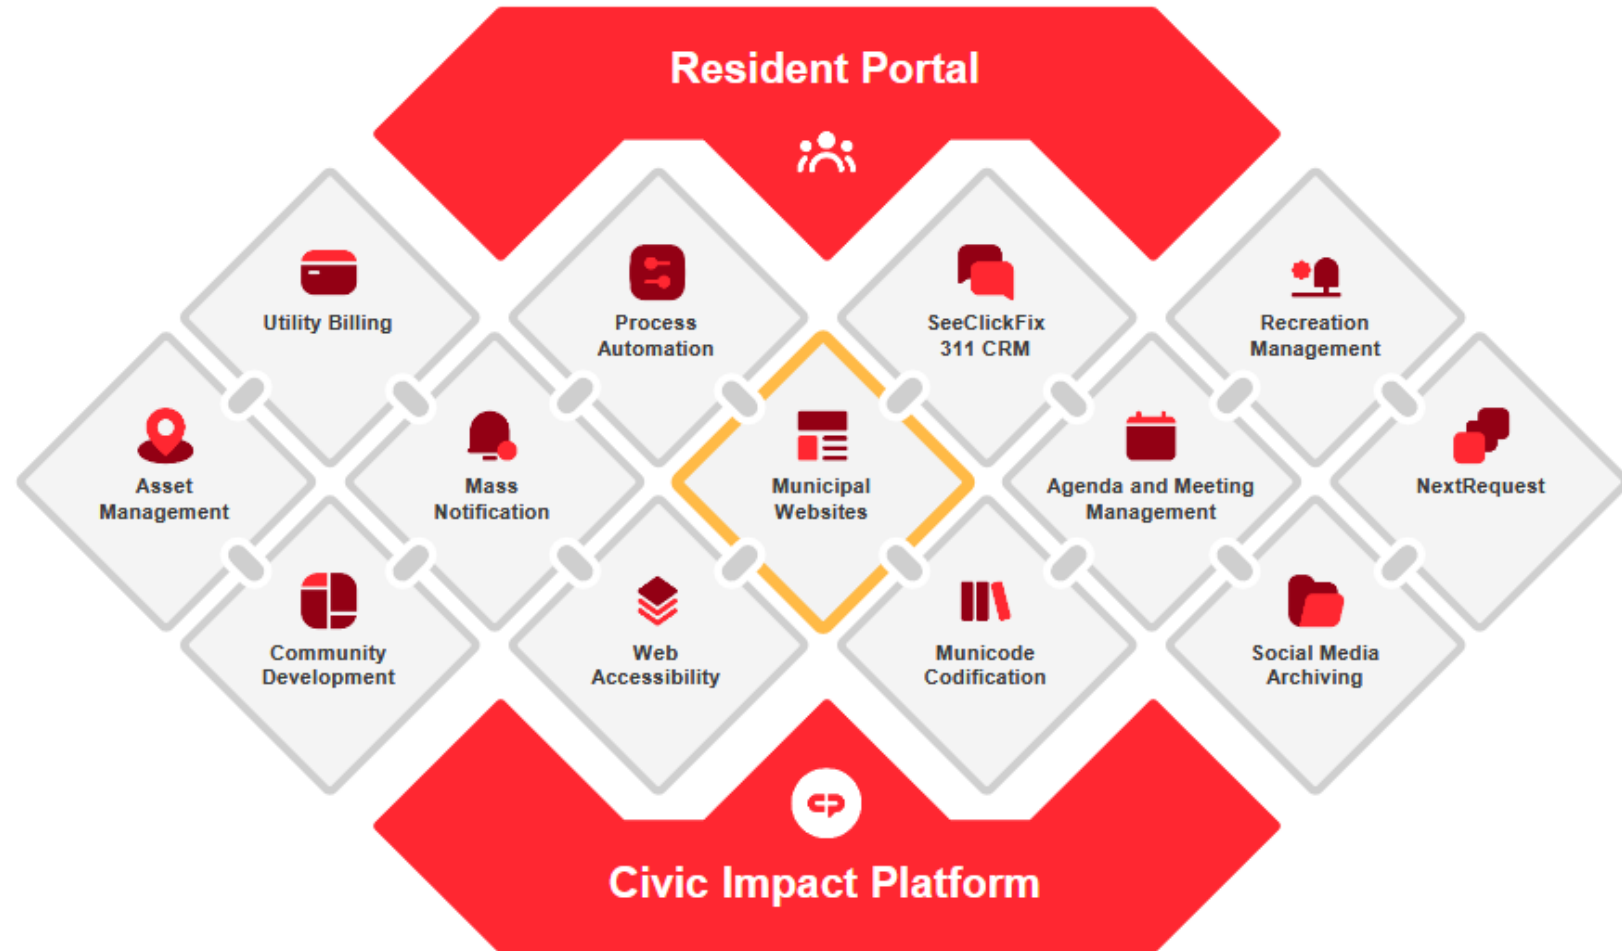 Resident Portal
Utility Billing
Process
Automation
SeeClickFix
311 CRM
Recreation
Management
Asset
Management
Mass
Notification
Municipal
Websites
Agenda and Meeting
Management
NextRequest
Community
Development
Web
Accessibility
Municode
Codification
Social Media
Archiving
Civic Impact Platform